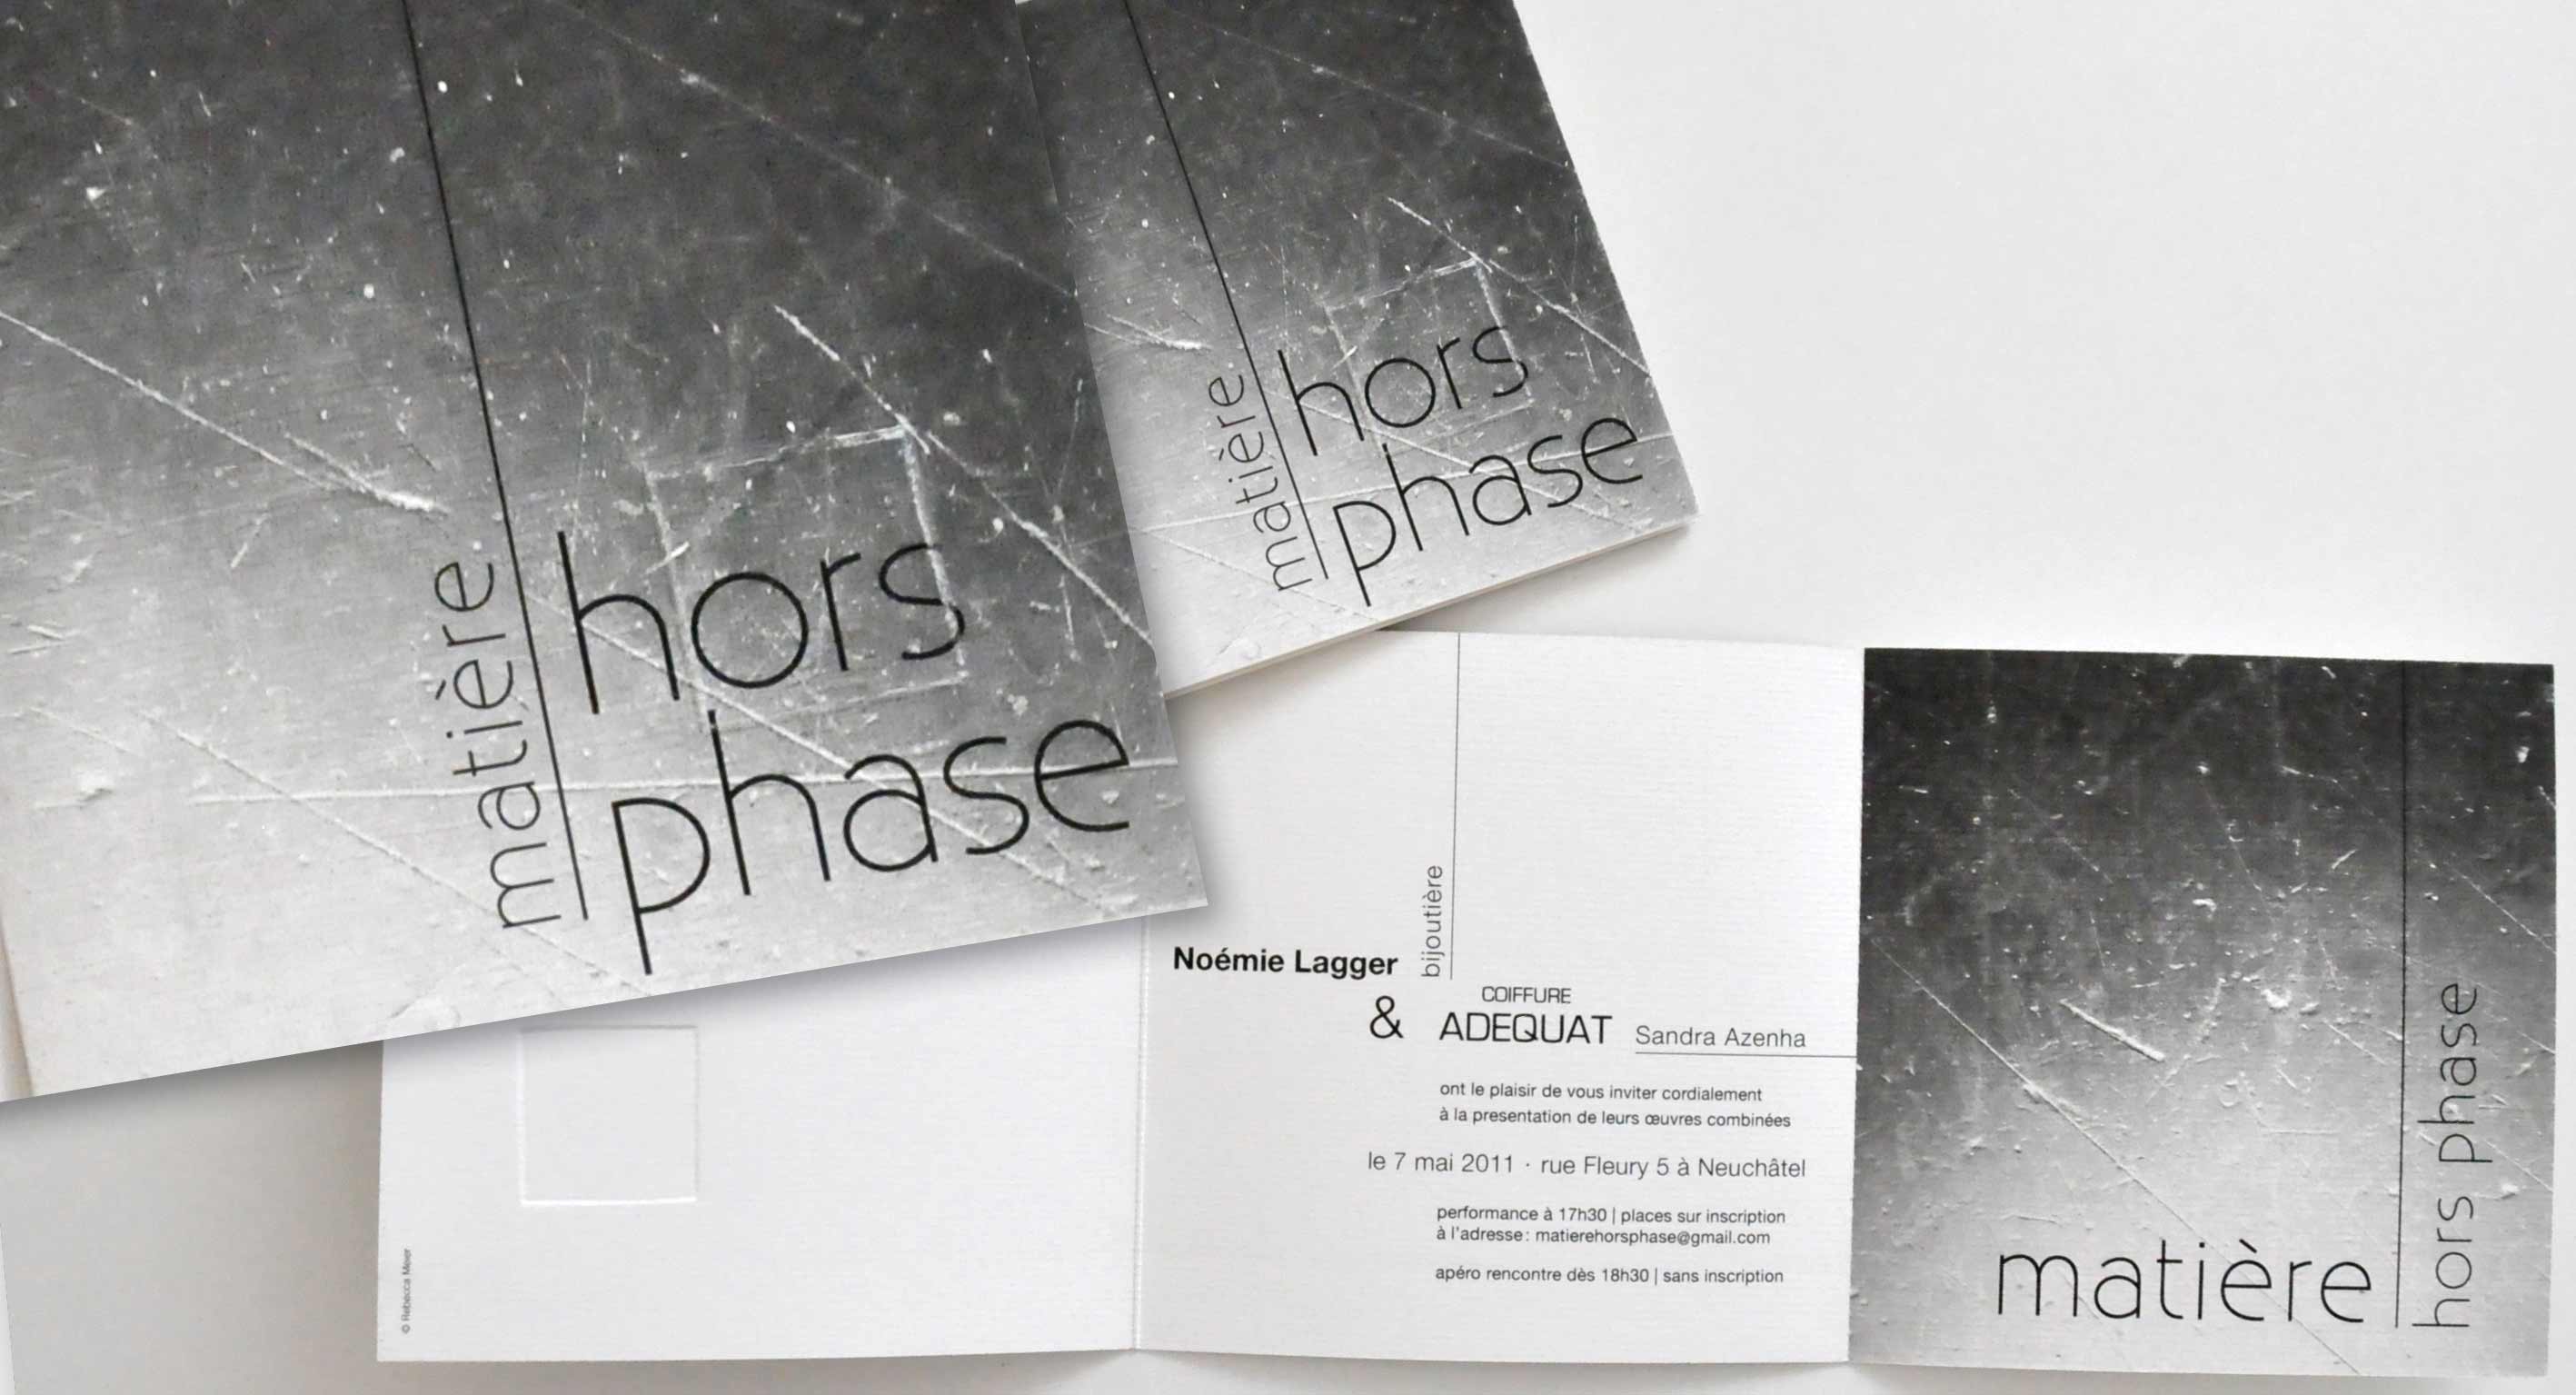 matière
hors
phase
matière
hors
phase
Noémie Lagger
bijoutière
&
COIFFURE
ADEQUAT
Sandra Azenha
ont le plaisir de vous inviter cordialement
à la presentation de leurs œuvres combinées
le 7 mai 2011 · rue Fleury 5 à Neuchâtel
performance à 17h30 | places sur inscription
à l'adresse: matierehorsphase@gmail.com
apéro rencontre dès 18h30 | sans inscription
© Rebecca Meier
matière
hors phase